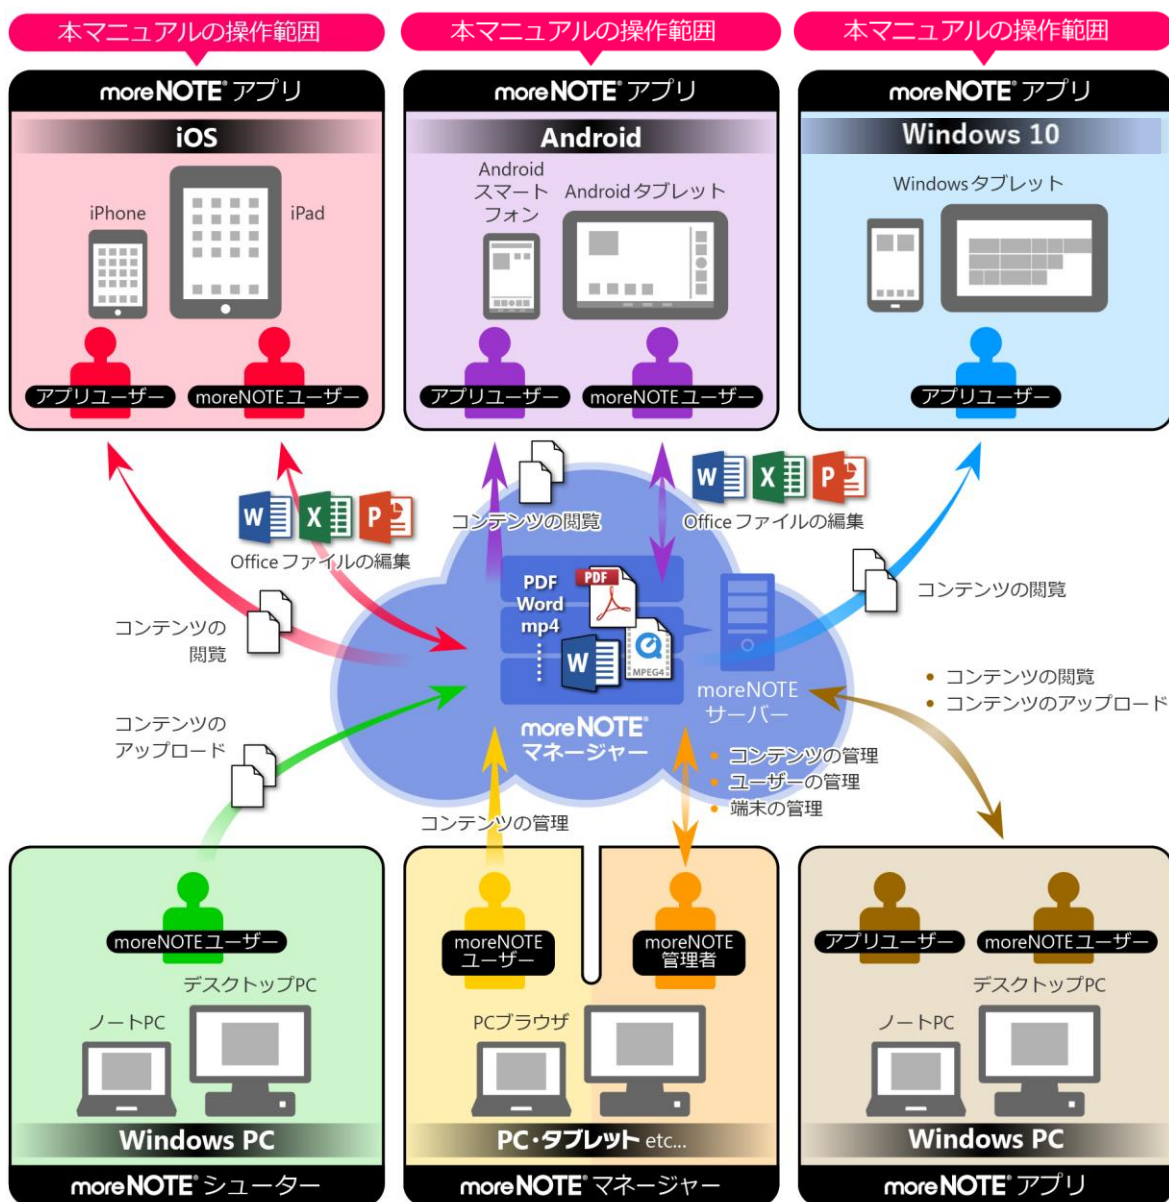 本マニュアルの操作範囲
本マニュアルの操作範囲
本マニュアルの操作範囲
moreNOTE® アプリ
iOS
iPhone
iPad
アプリユーザー
moreNOTEユーザー
moreNOTE® アプリ
Android
Android
スマート
フォン
Androidタブレット
アプリユーザー
moreNOTEユーザー
moreNOTE® アプリ
Windows 10
Windowsタブレット
アプリユーザー
W
X
P
Officeファイルの編集
コンテンツの
閲覧
コンテンツの閲覧
W
X
P
Officeファイルの編集
コンテンツの閲覧
PDF
Word
mp4
PDF
W
MPEG4
moreNOTE
サーバー
moreNOTE®
マネージャー
コンテンツの
アップロード
• コンテンツの閲覧
• コンテンツのアップロード
コンテンツの管理
• コンテンツの管理
• ユーザーの管理
• 端末の管理
moreNOTEユーザー
デスクトップPC
ノートPC
Windows PC
moreNOTE® シューター
moreNOTE
ユーザー
moreNOTE
管理者
PCブラウザ
PC・タブレット etc...
moreNOTE® マネージャー
アプリユーザー
moreNOTEユーザー
デスクトップPC
ノートPC
Windows PC
moreNOTE® アプリ